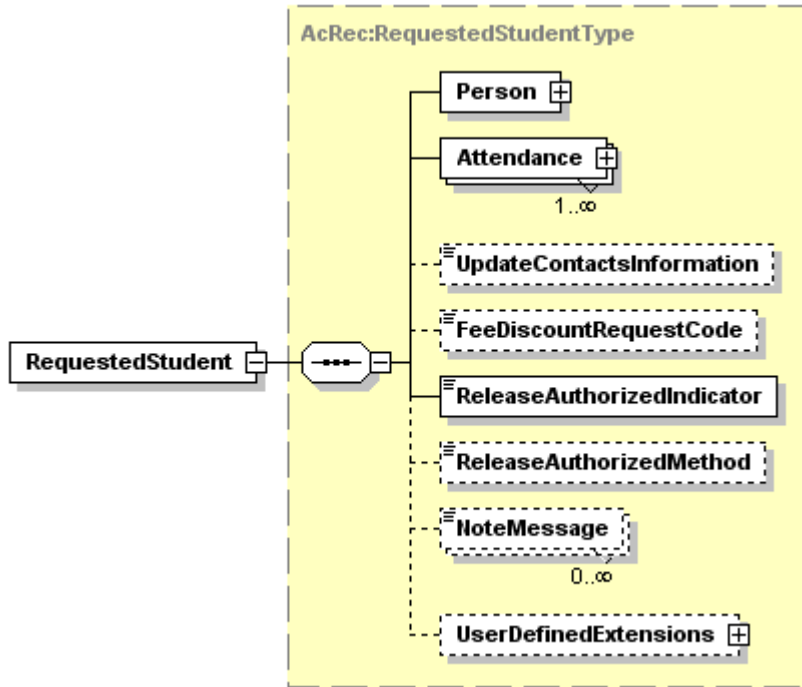 AcRec:RequestedStudentType
Person
Attendance
1..∞
UpdateContactsInformation
FeeDiscountRequestCode
RequestedStudent
ReleaseAuthorizedIndicator
ReleaseAuthorizedMethod
NoteMessage
0..∞
UserDefinedExtensions